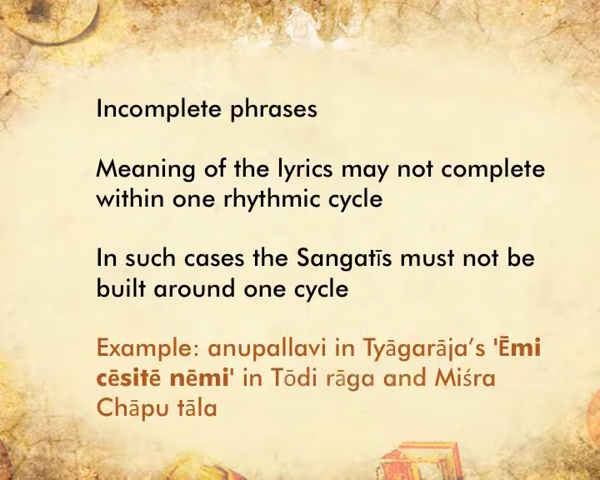 Incomplete phrases
Meaning of the lyrics may not complete
within one rhythmic cycle
In such cases the Sangatīs must not be
built around one cycle
Example: anupallavi in Tyāgarāja’s 'Ēmi
cēsitē nēmi' in Tōdi rāga and Miśra
Chāpu tāla